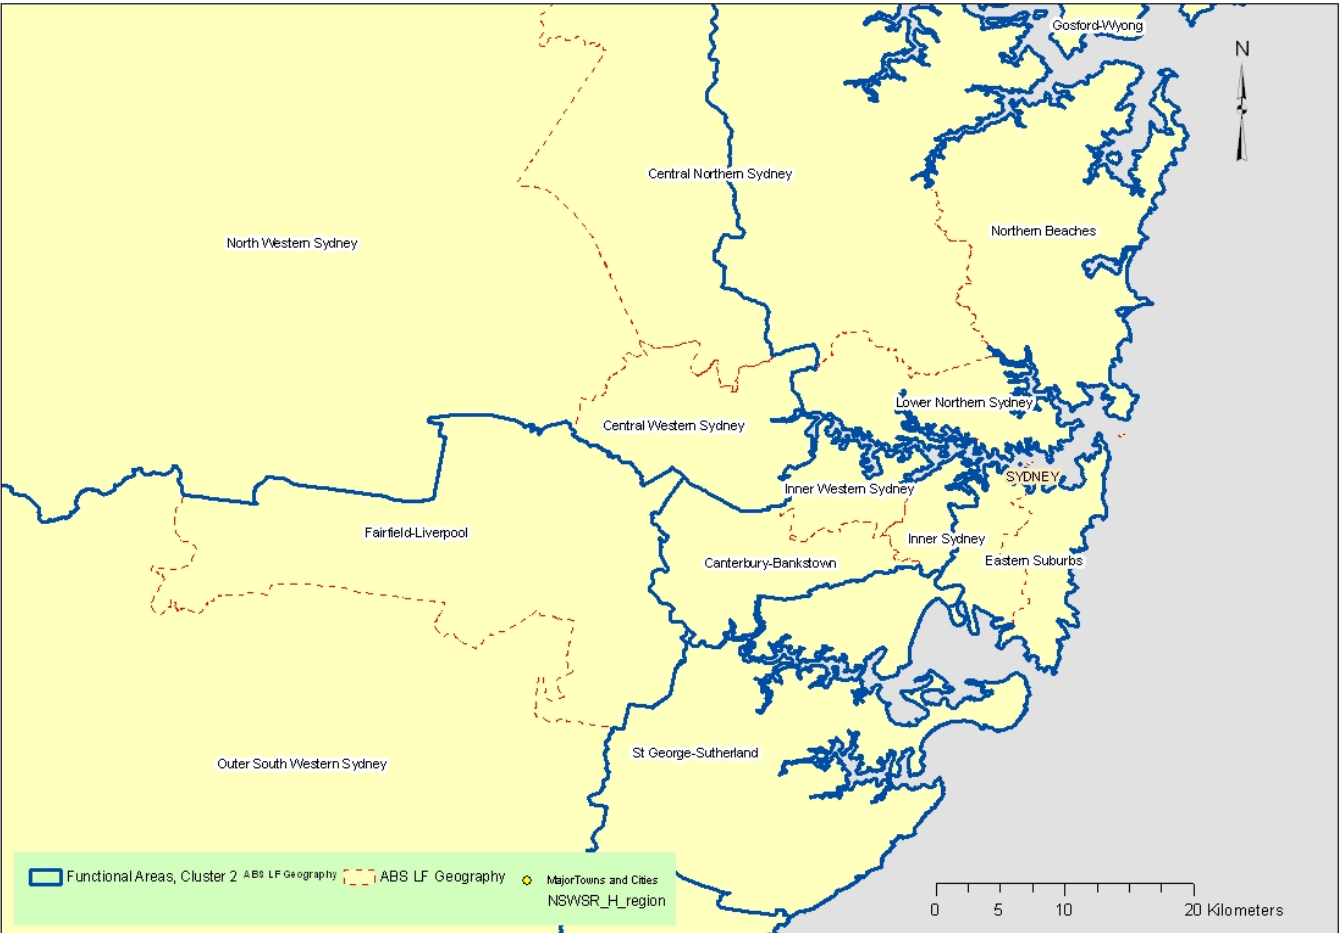 Gosford-Wyong
N
Central Northern Sydney
Northern Beaches
North Western Sydney
Lower Northern Sydney
Central Western Sydney
SYDNEY
Inner Western Sydney
Fairfield-Liverpool
Inner Sydney
Canterbury-Bankstown
Eastern Suburbs
St George-Sutherland
Outer South Western Sydney
Functional Areas, Cluster 2 ABS LF Geography ABS LF Geography MajorTowns and Cities
NSWSR_H_region
0 5 10 20 Kilometers